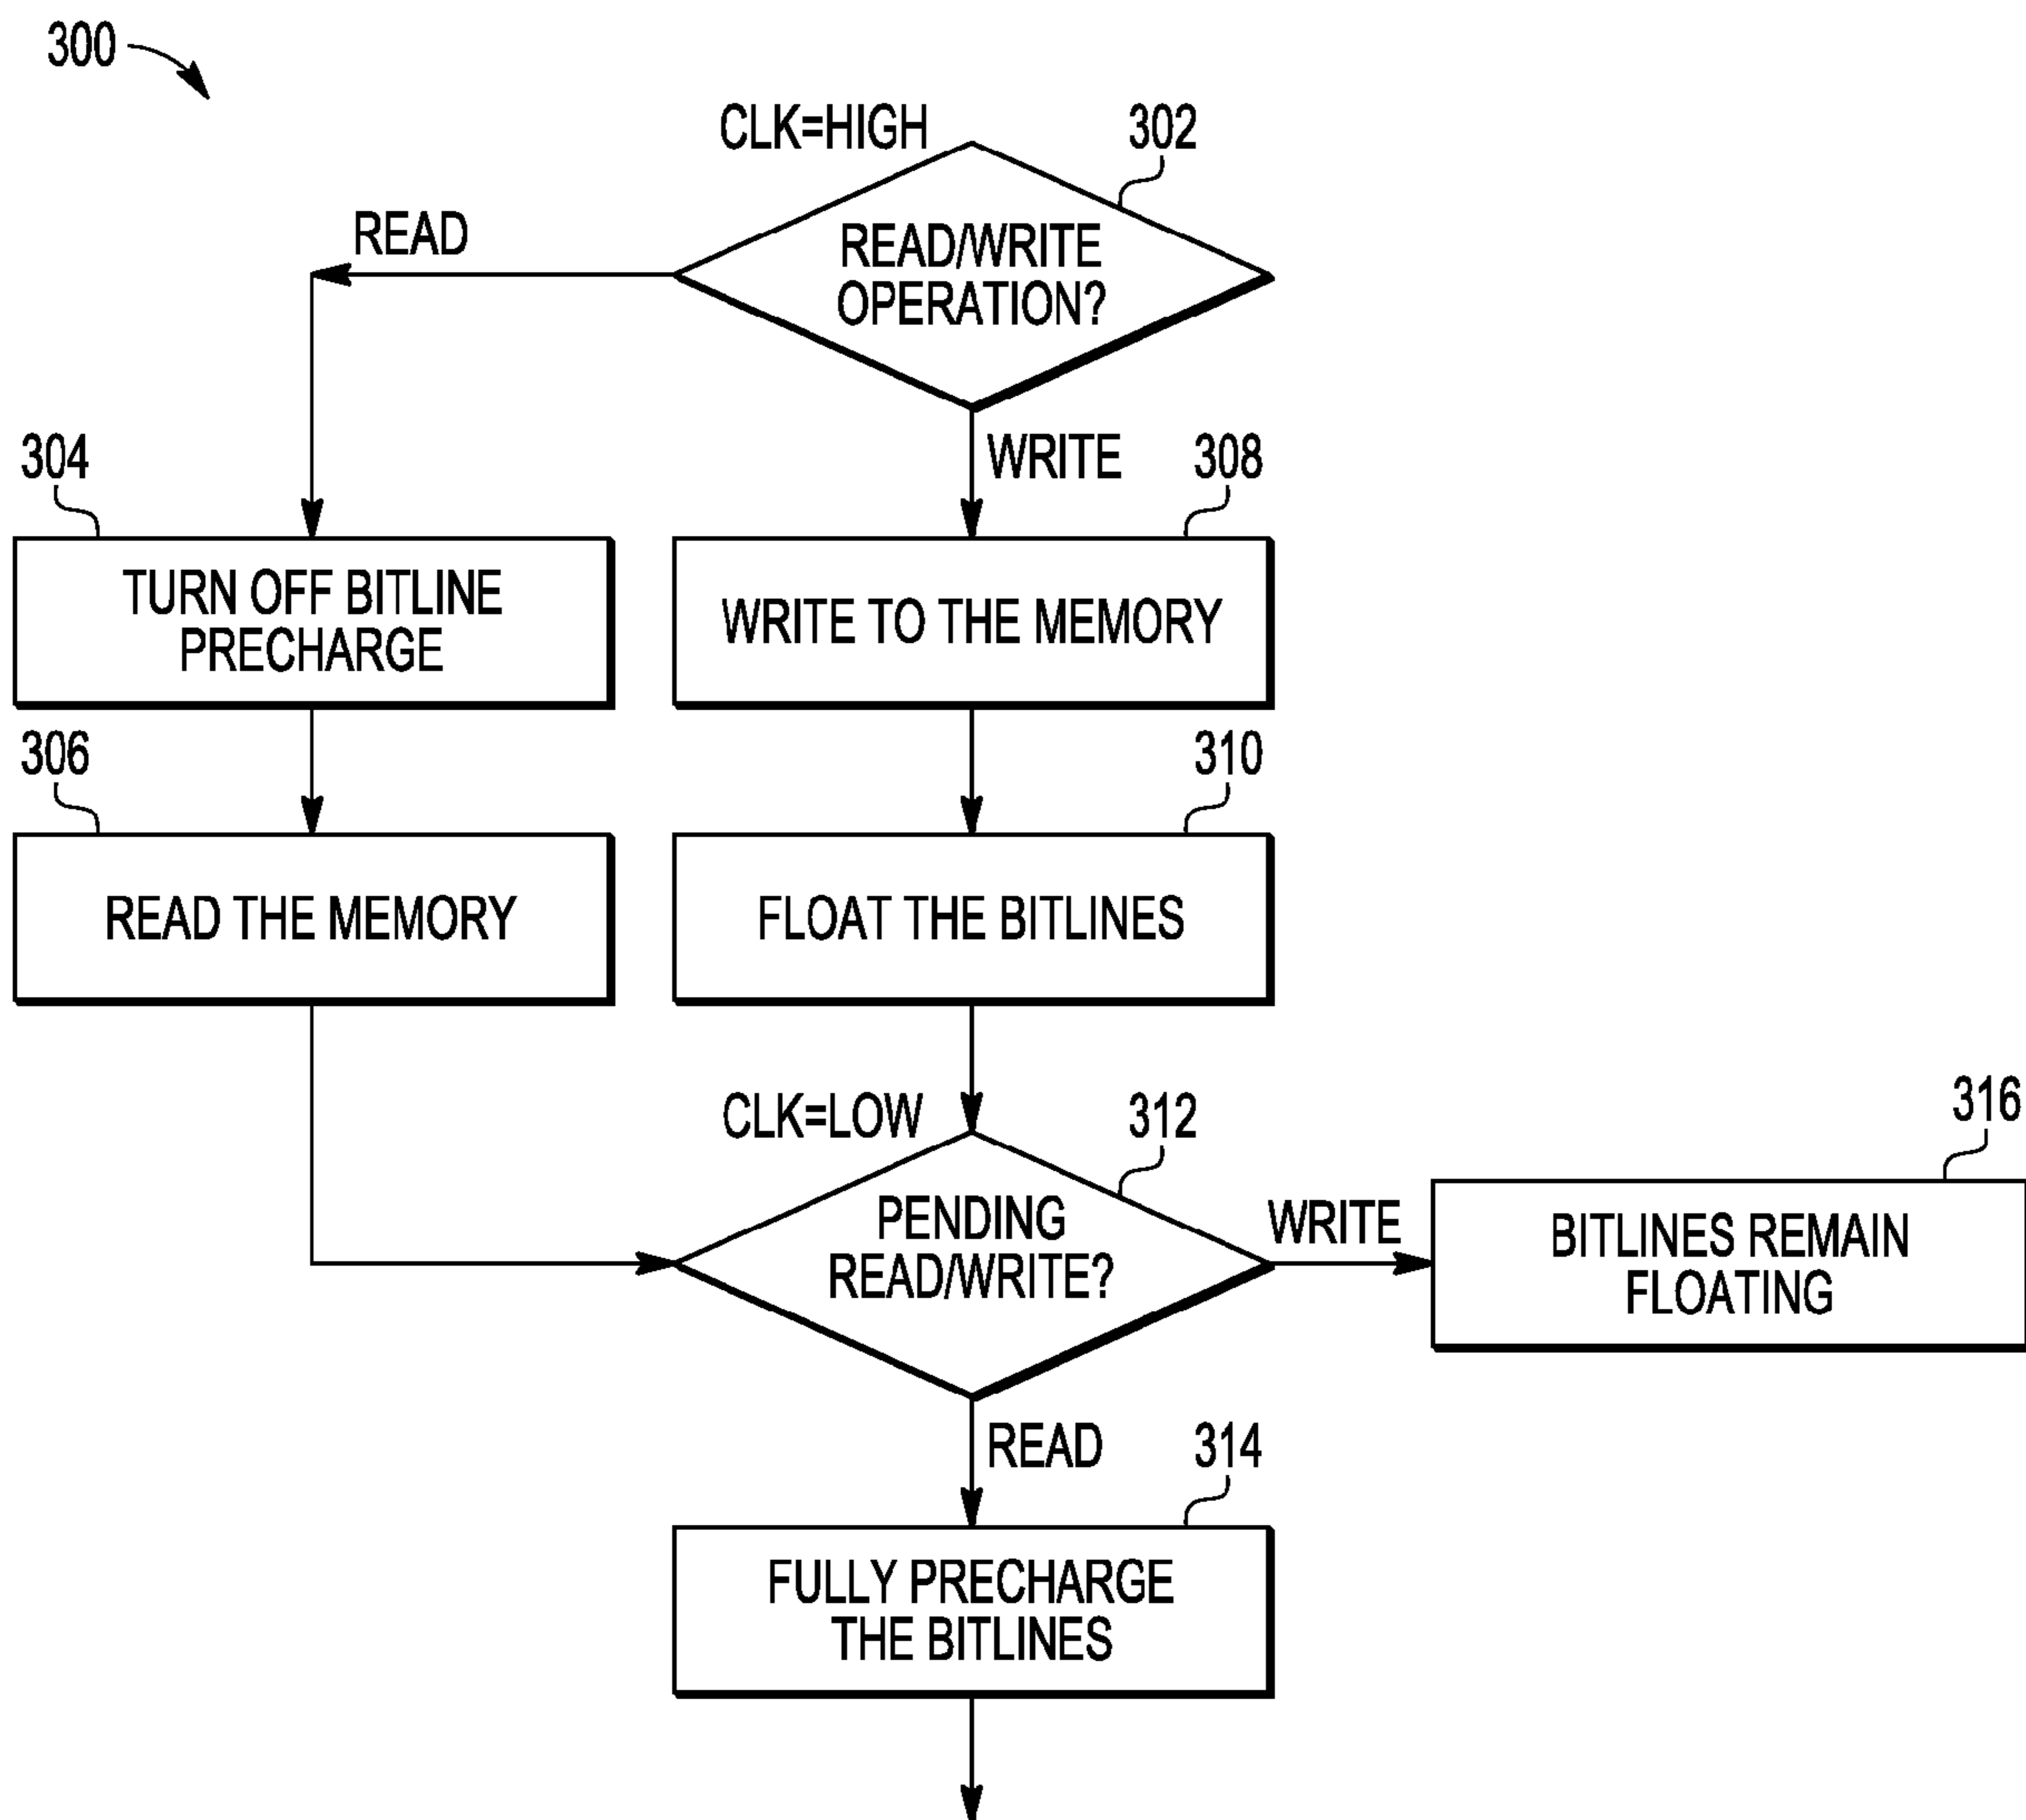 300
CLK=HIGH
302
READ
READ/WRITE
OPERATION?
304
WRITE
308
TURN OFF BITLINE
PRECHARGE
WRITE TO THE MEMORY
306
310
READ THE MEMORY
FLOAT THE BITLINES
CLK=LOW
312
316
PENDING
READ/WRITE?
WRITE
BITLINES REMAIN
FLOATING
READ
314
FULLY PRECHARGE
THE BITLINES